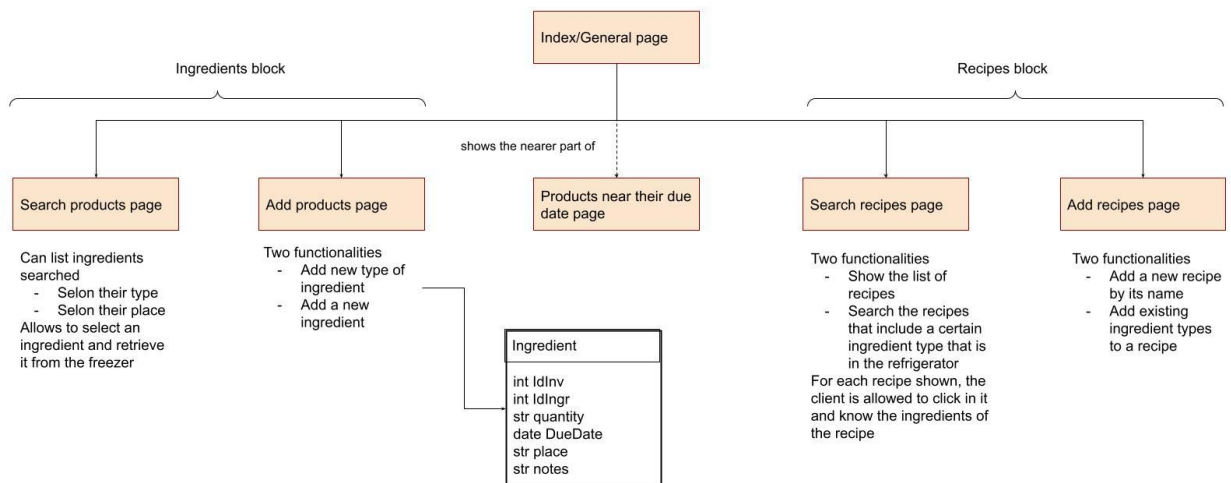 Index/General page
Ingredients block
Recipes block
shows the nearer part of
Search products page
Add products page
Products near their due
date page
Search recipes page
Add recipes page
Can list ingredients
searched
- Selon their type
- Selon their place
Allows to select an
ingredient and retrieve
it from the freezer
Two functionalities
- Add new type of
ingredient
- Add a new
ingredient
Ingredient
int IdInv
int IdIngr
str quantity
date DueDate
str place
str notes
Two functionalities
- Show the list of
recipes
- Search the recipes
that include a certain
ingredient type that is
in the refrigerator
For each recipe shown, the
client is allowed to click in it
and know the ingredients of
the recipe
Two functionalities
- Add a new recipe
by its name
- Add existing
ingredient types
to a recipe